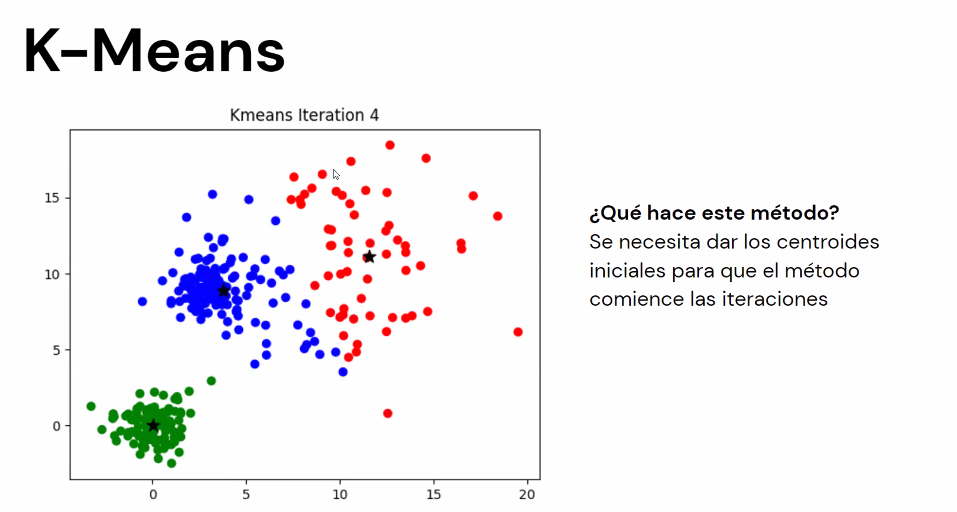 K-Means
Kmeans Iteration 4
15
10
5
0
0 5 10 15 20
¿Qué hace este método?
Se necesita dar los centroides
iniciales para que el método
comience las iteraciones